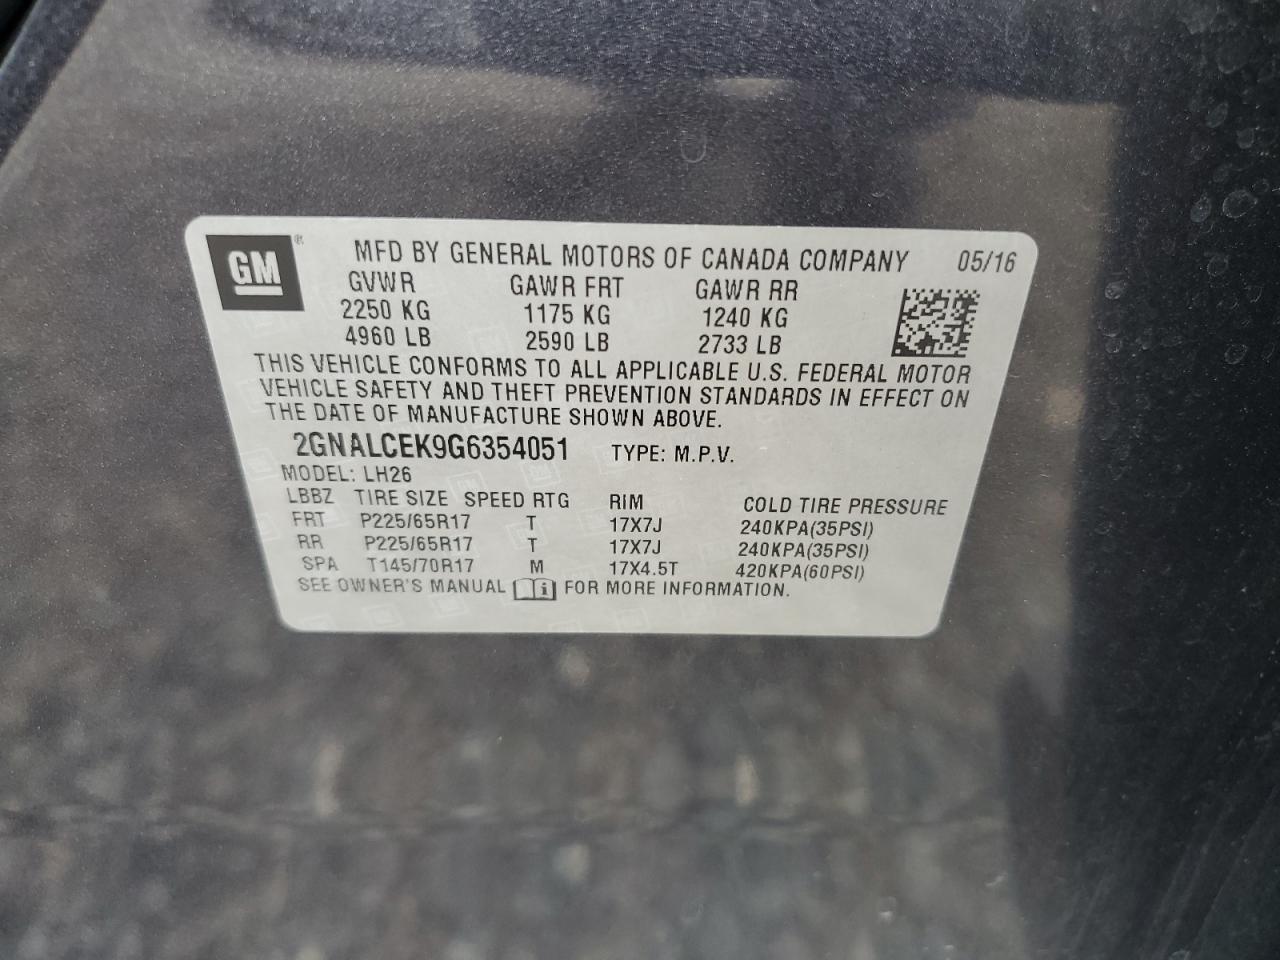 GM ® MFD BY GENERAL MOTORS OF CANADA COMPANY 05/16
GVWR GAWR FRT GAWR RR
2250 KG 1175 KG 1240 KG
4960 LB 2590 LB 2733 LB
THIS VEHICLE CONFORMS TO ALL APPLICABLE U.S. FEDERAL MOTOR
VEHICLE SAFETY AND THEFT PREVENTION STANDARDS IN EFFECT ON
THE DATE OF MANUFACTURE SHOWN ABOVE.
2GNALCEK9G6354051 TYPE: M.P.V.
MODEL: LH26
LBBZ TIRE SIZE SPEED RTG RIM COLD TIRE PRESSURE
FRT P225/65R17 T 17X7J 240KPA(35PSI)
RR P225/65R17 T 17X7J 240KPA(35PSI)
SPA T145/70R17 M 17X4.5T 420KPA(60PSI)
SEE OWNER'S MANUAL i FOR MORE INFORMATION.